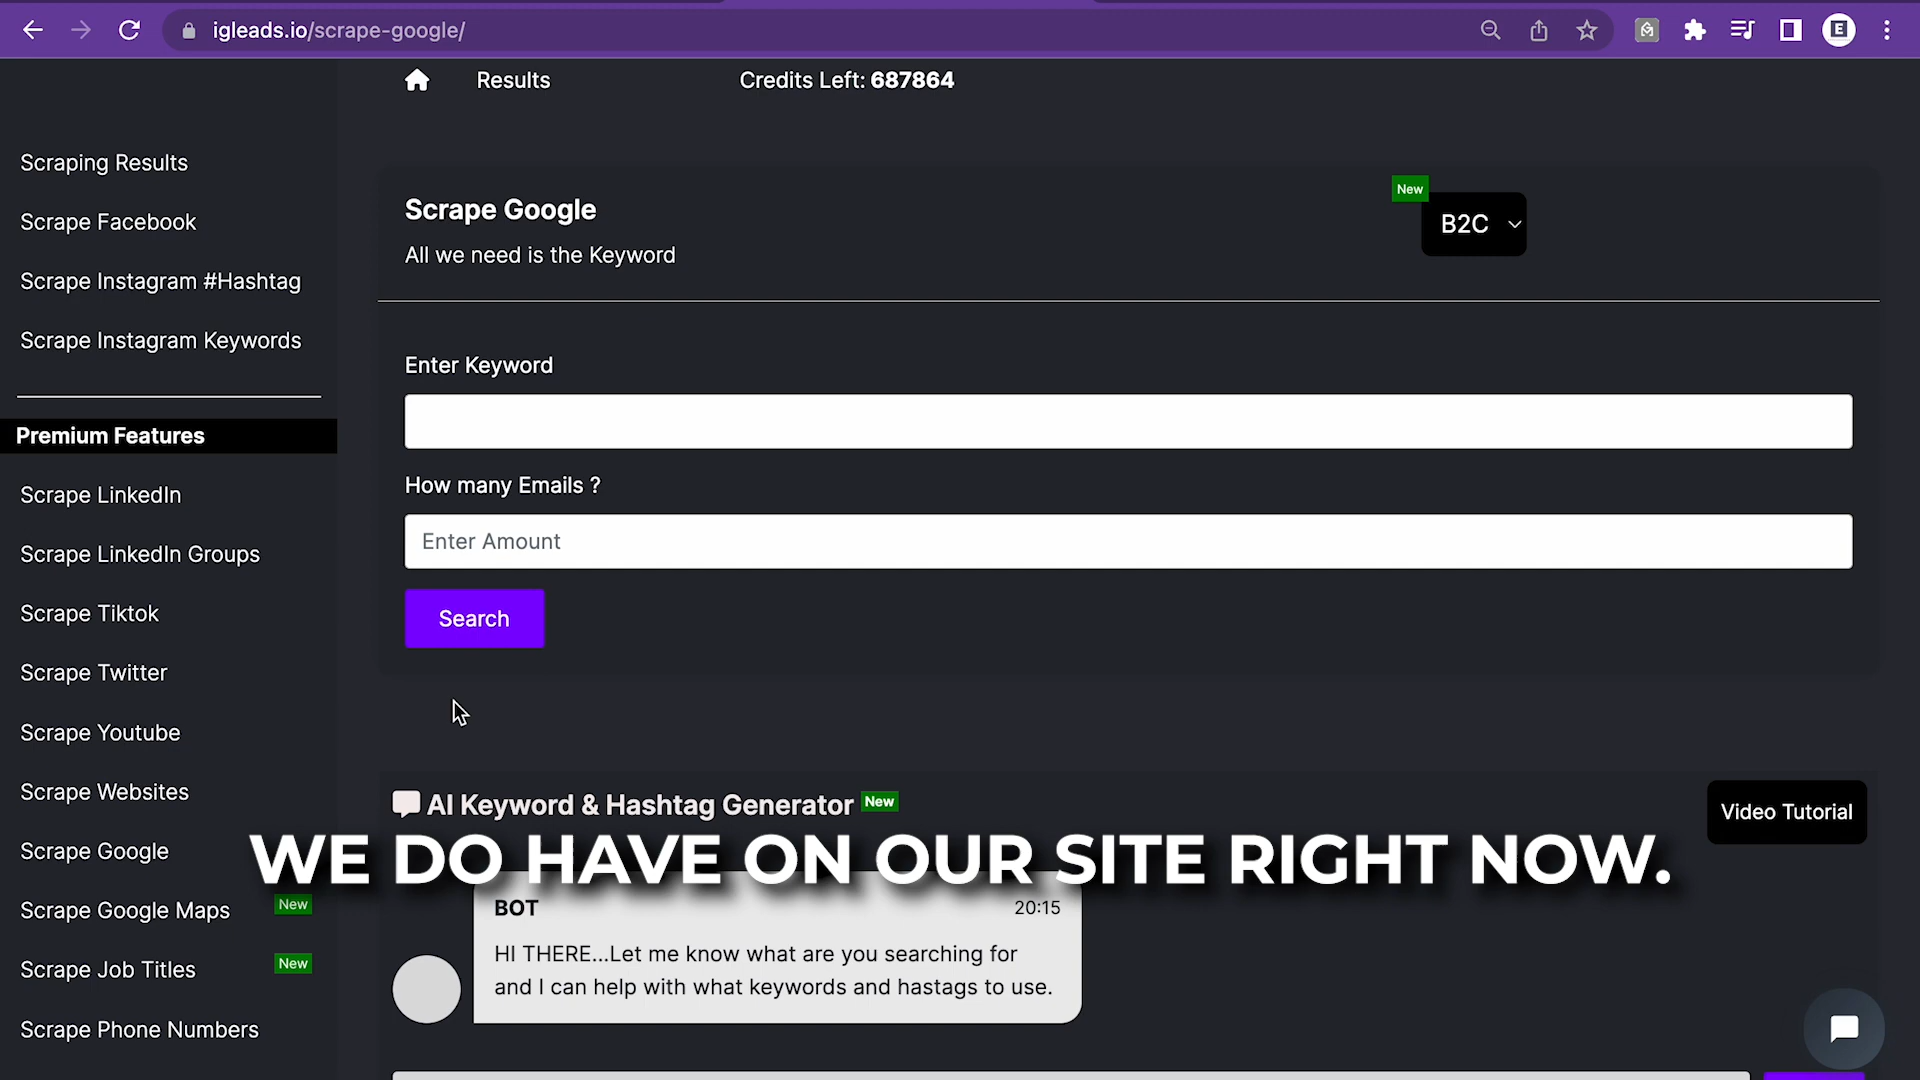 igleads.io/scrape-google/
E
Results
Credits Left: 687864
Scraping Results
Scrape Facebook
Scrape Instagram #Hashtag
Scrape Instagram Keywords
Premium Features
Scrape LinkedIn
Scrape LinkedIn Groups
Scrape Tiktok
Scrape Twitter
Scrape Youtube
Scrape Websites
Scrape Google
Scrape Google Maps New
Scrape Job Titles New
Scrape Phone Numbers
Scrape Google
All we need is the Keyword
New
B2C
Enter Keyword
How many Emails ?
Enter Amount
Search
AI Keyword & Hashtag Generator New
Video Tutorial
WE DO HAVE ON OUR SITE RIGHT NOW.
BOT 20:15
HI THERE...Let me know what are you searching for
and I can help with what keywords and hastags to use.